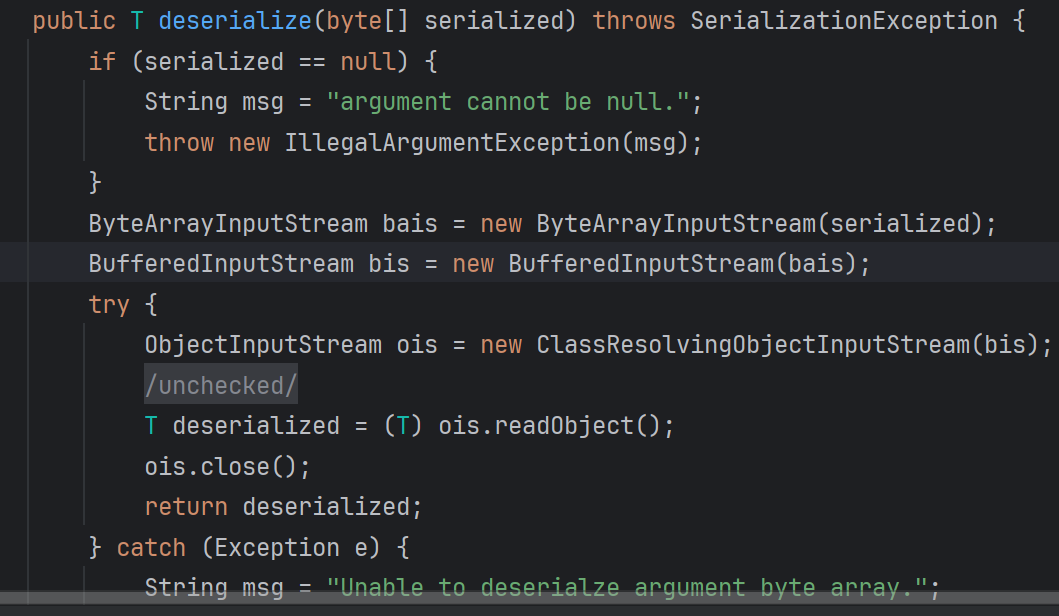 public T deserialize(byte[] serialized) throws SerializationException {
if (serialized == null) {
String msg = "argument cannot be null.";
throw new IllegalArgumentException(msg);
}
ByteArrayInputStream bais = new ByteArrayInputStream(serialized);
BufferedInputStream bis = new BufferedInputStream(bais);
try {
ObjectInputStream ois = new ClassResolvingObjectInputStream(bis);
/unchecked/
T deserialized = (T) ois.readObject();
ois.close();
return deserialized;
} catch (Exception e) {
String msg = "Unable to deserialze argument byte array.";